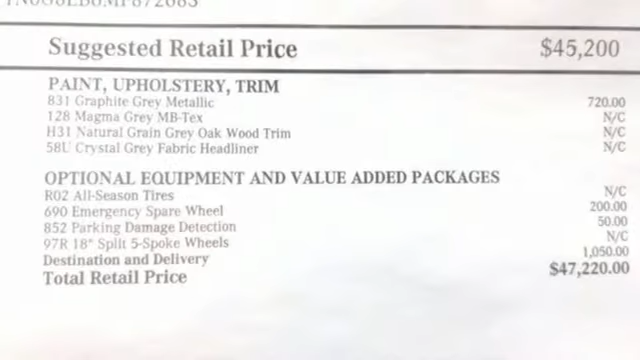 Suggested Retail Price $45,200
PAINT, UPHOLSTERY, TRIM
831 Graphite Grey Metallic 720.00
128 Magma Grey MB-Tex N/C
H31 Natural Grain Grey Oak Wood Trim N/C
58U Crystal Grey Fabric Headliner N/C
OPTIONAL EQUIPMENT AND VALUE ADDED PACKAGES
R02 All-Season Tires N/C
690 Emergency Spare Wheel 200.00
852 Parking Damage Detection 50.00
97R 18" Split 5-Spoke Wheels N/C
Destination and Delivery 1,050.00
Total Retail Price $47,220.00